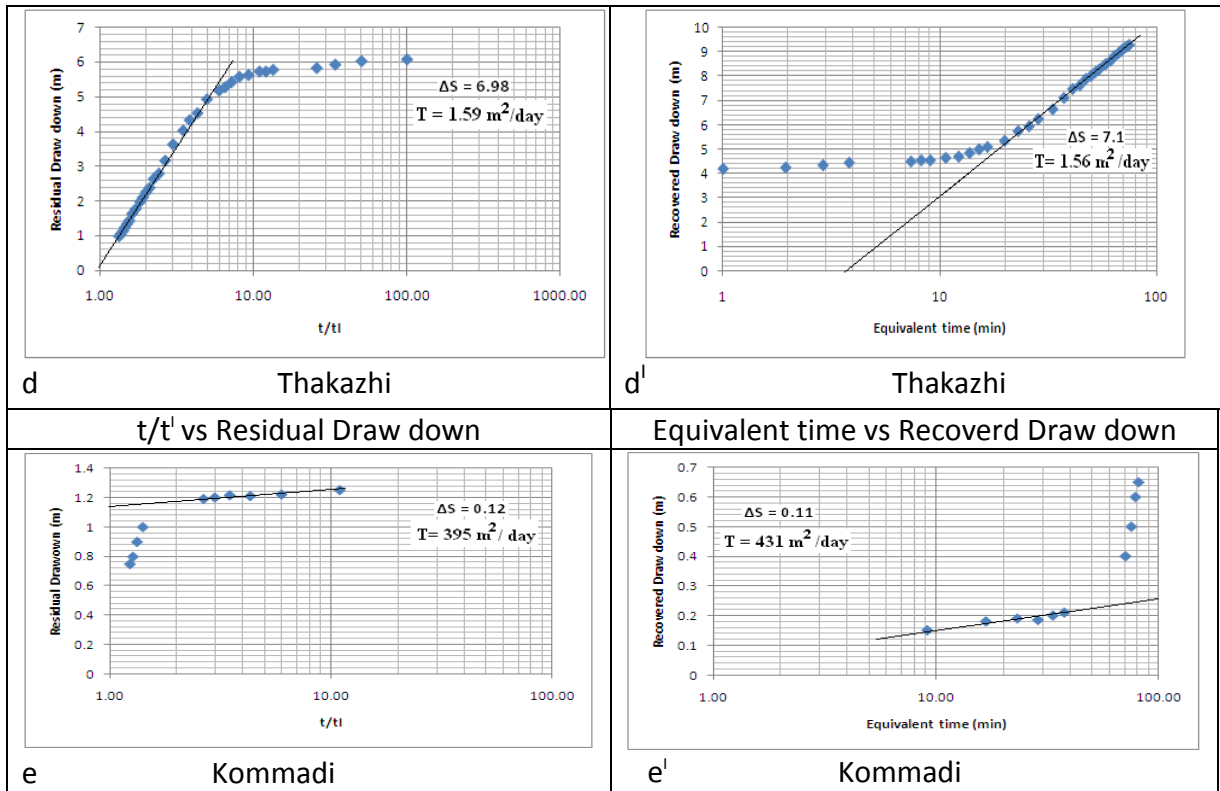 7
6
5
4
3
2
1
0
Residual Draw down (m)
ΔS = 6.98
T = 1.59 m²/day
1.00
10.00
100.00
1000.00
t/tI
d Thakazhi
10
9
8
7
6
5
4
3
2
1
0
Recovered Draw down (m)
ΔS = 7.1
T= 1.56 m²/day
1
10
100
Equivalent time (min)
dᴵ Thakazhi
t/tᴵ vs Residual Draw down
Equivalent time vs Recoverd Draw down
1.4
1.2
1
0.8
0.6
0.4
0.2
0
Residual Drawown (m)
ΔS = 0.12
T= 395 m²/ day
1.00
10.00
100.00
t/tI
e Kommadi
0.7
0.6
0.5
0.4
0.3
0.2
0.1
0
Recovered Draw down (m)
ΔS = 0.11
T = 431 m²/day
1.00
10.00
100.00
Equivalent time (min)
eᴵ Kommadi